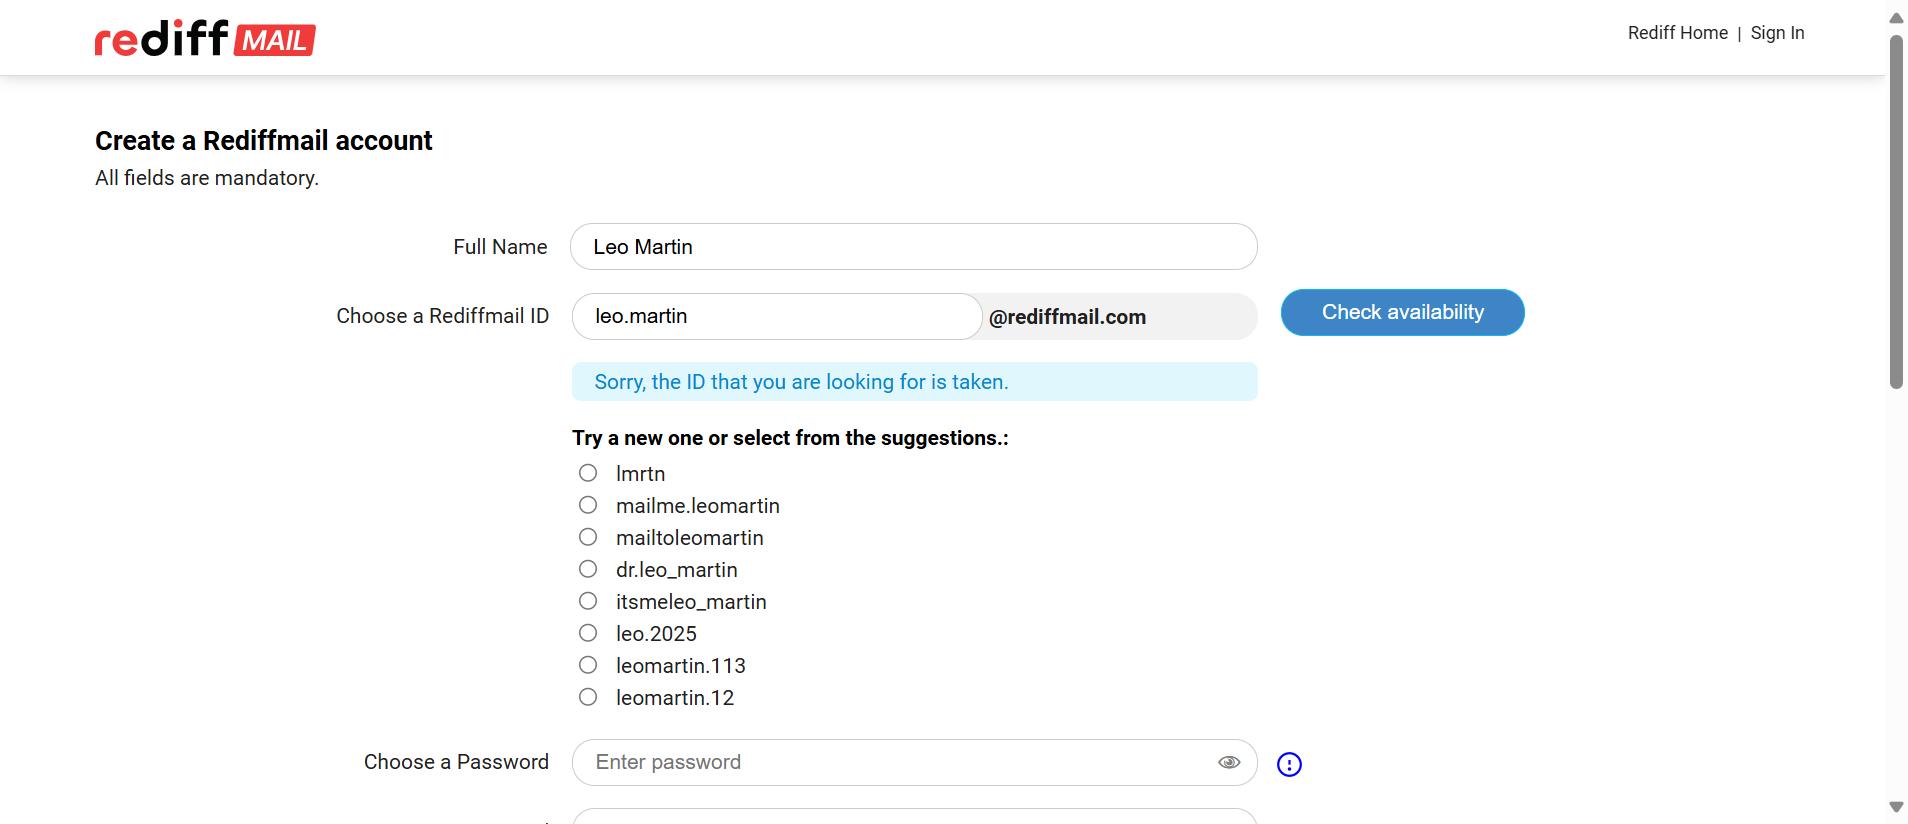 rediff MAIL
Rediff Home | Sign In
Create a Rediffmail account
All fields are mandatory.
Full Name Leo Martin
Choose a Rediffmail ID leo.martin @rediffmail.com Check availability
Sorry, the ID that you are looking for is taken.
Try a new one or select from the suggestions.:
lmrtn
mailme.leomartin
mailtoleomartin
dr.leo_martin
itsmeleo_martin
leo.2025
leomartin.113
leomartin.12
Choose a Password Enter password